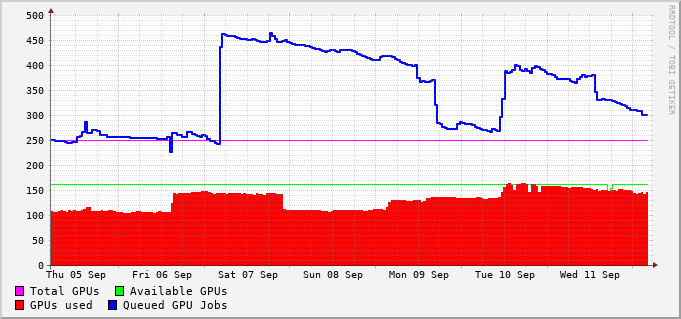 RRDTOOL / TOBI OETIKER
500
450
400
350
300
250
200
150
100
50
0
Thu 05 Sep Fri 06 Sep Sat 07 Sep Sun 08 Sep Mon 09 Sep Tue 10 Sep Wed 11 Sep
Total GPUs Available GPUs
GPUs used Queued GPU Jobs